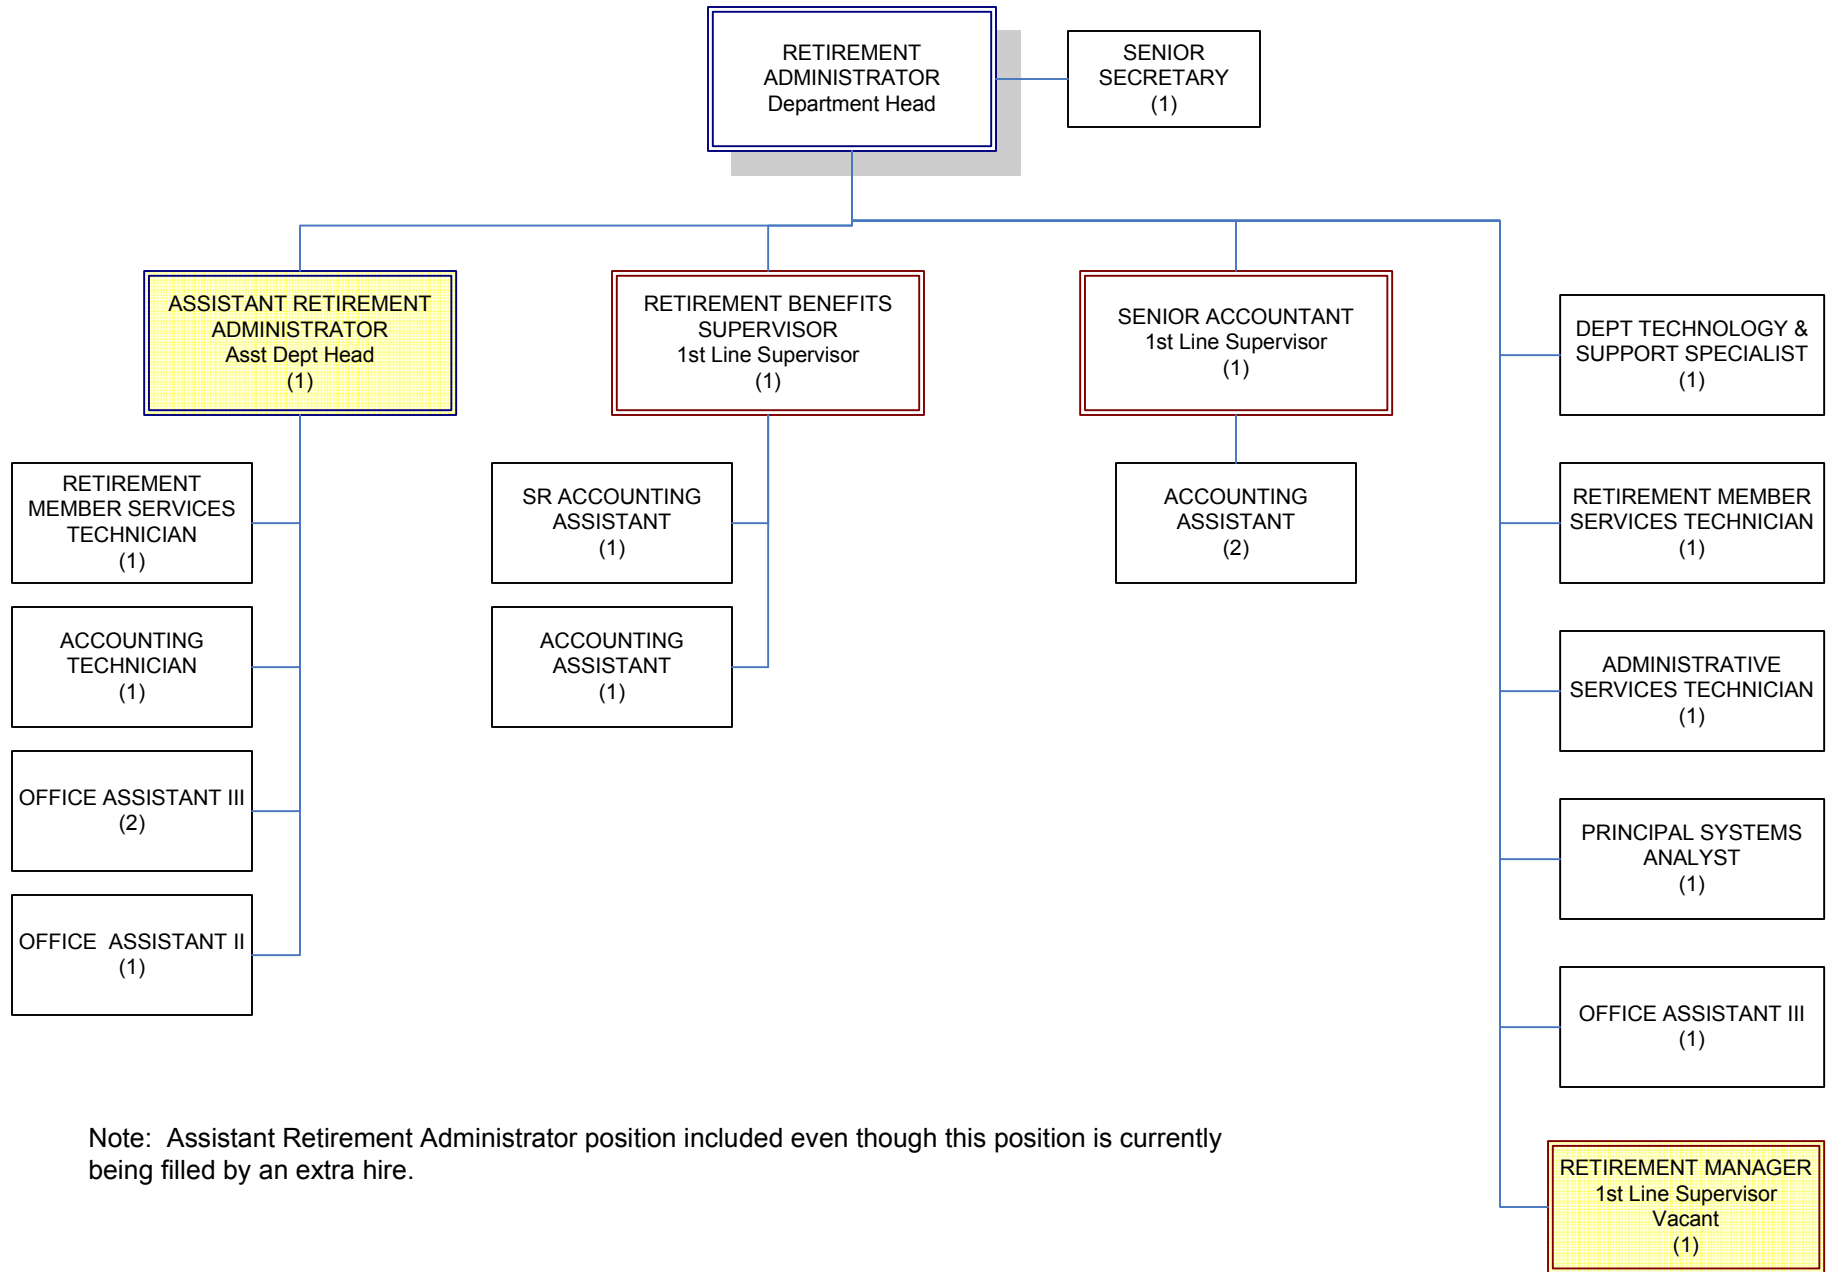 RETIREMENT
ADMINISTRATOR
Department Head
SENIOR
SECRETARY
(1)
ASSISTANT RETIREMENT
ADMINISTRATOR
Asst Dept Head
(1)
RETIREMENT BENEFITS
SUPERVISOR
1st Line Supervisor
(1)
SENIOR ACCOUNTANT
1st Line Supervisor
(1)
DEPT TECHNOLOGY &
SUPPORT SPECIALIST
(1)
RETIREMENT
MEMBER SERVICES
TECHNICIAN
(1)
SR ACCOUNTING
ASSISTANT
(1)
ACCOUNTING
ASSISTANT
(2)
RETIREMENT MEMBER
SERVICES TECHNICIAN
(1)
ACCOUNTING
TECHNICIAN
(1)
ACCOUNTING
ASSISTANT
(1)
ADMINISTRATIVE
SERVICES TECHNICIAN
(1)
OFFICE ASSISTANT III
(2)
PRINCIPAL SYSTEMS
ANALYST
(1)
OFFICE  ASSISTANT II
(1)
OFFICE ASSISTANT III
(1)
Note:  Assistant Retirement Administrator position included even though this position is currently
being filled by an extra hire.
RETIREMENT MANAGER
1st Line Supervisor
Vacant
(1)